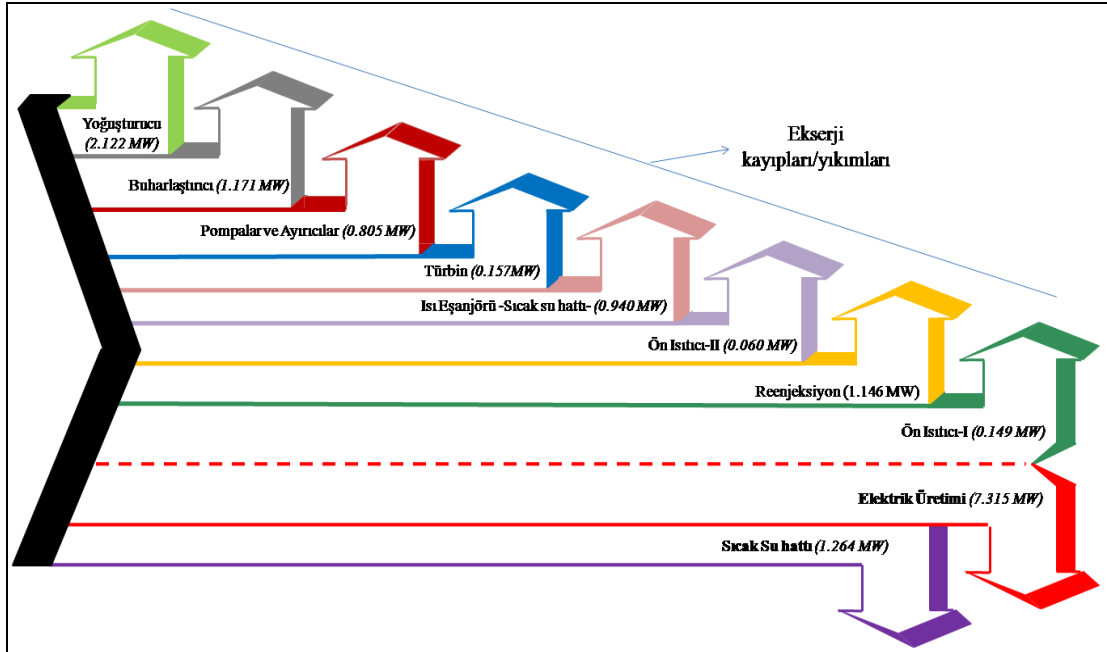 Yoğuşturucu
(2.122 MW)
Ekserji
kayıpları/yıkımları
Buharlaştırıcı (1.171 MW)
Pompalar ve Ayırıcılar (0.805 MW)
Türbin (0.157MW)
Isı Eşanjörü -Sıcak su hattı- (0.940 MW)
Ön Isıtıcı-II (0.060 MW)
Reenjeksiyon (1.146 MW)
Ön Isıtıcı-I (0.149 MW)
Elektrik Üretimi (7.315 MW)
Sıcak Su hattı (1.264 MW)